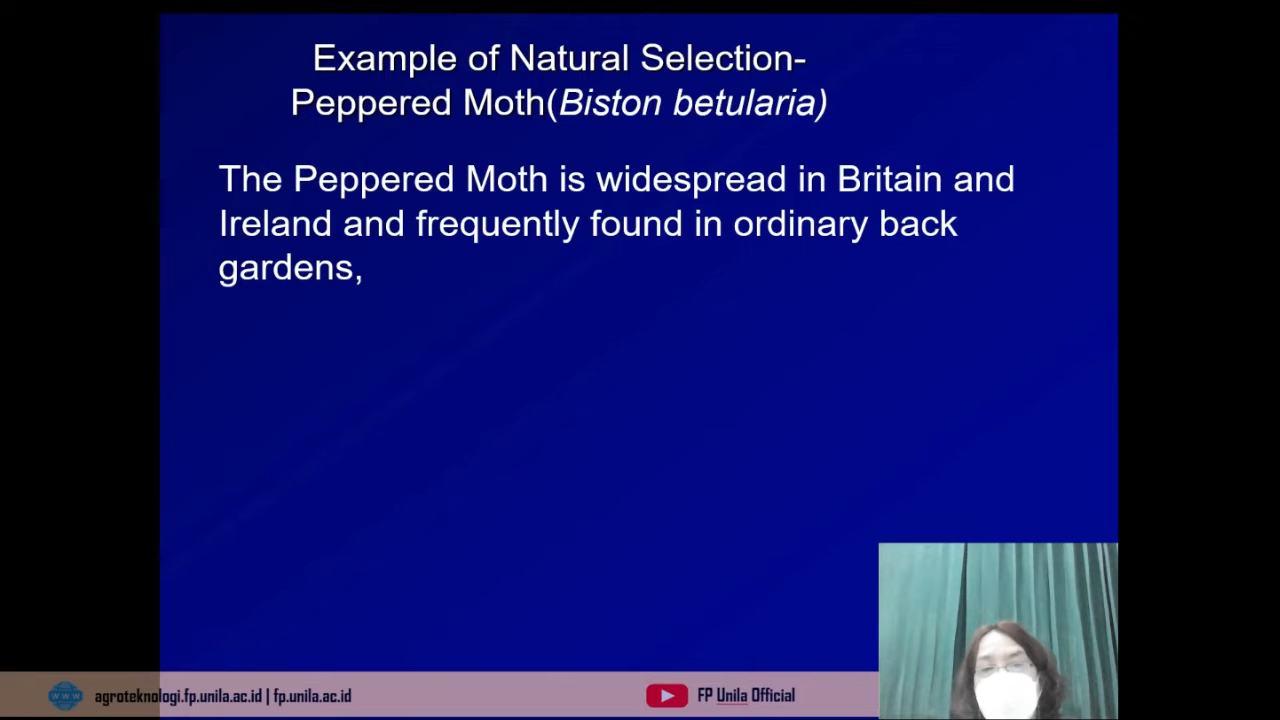 Example of Natural Selection-
Peppered Moth(Biston betularia)
The Peppered Moth is widespread in Britain and
Ireland and frequently found in ordinary back
gardens,
www
agroteknologi.fp.unila.ac.id | fp.unila.ac.id
FP Unila Official